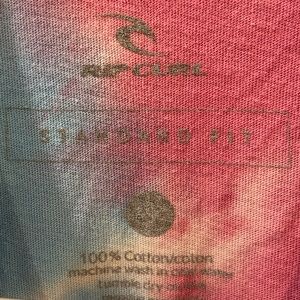 RIP CURL
STANDARD FIT
100% Cotton/coton
machine wash in cold water
tumble dry